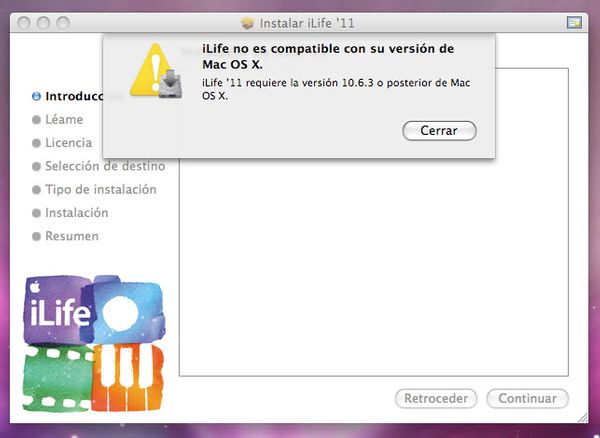 Instalar iLife '11
iLife no es compatible con su versión de
Mac OS X.
iLife '11 requiere la versión 10.6.3 o posterior de Mac
OS X.
Cerrar
Introducc
Léame
Licencia
Selección de destino
Tipo de instalación
Instalación
Resumen
iLife
Retroceder
Continuar